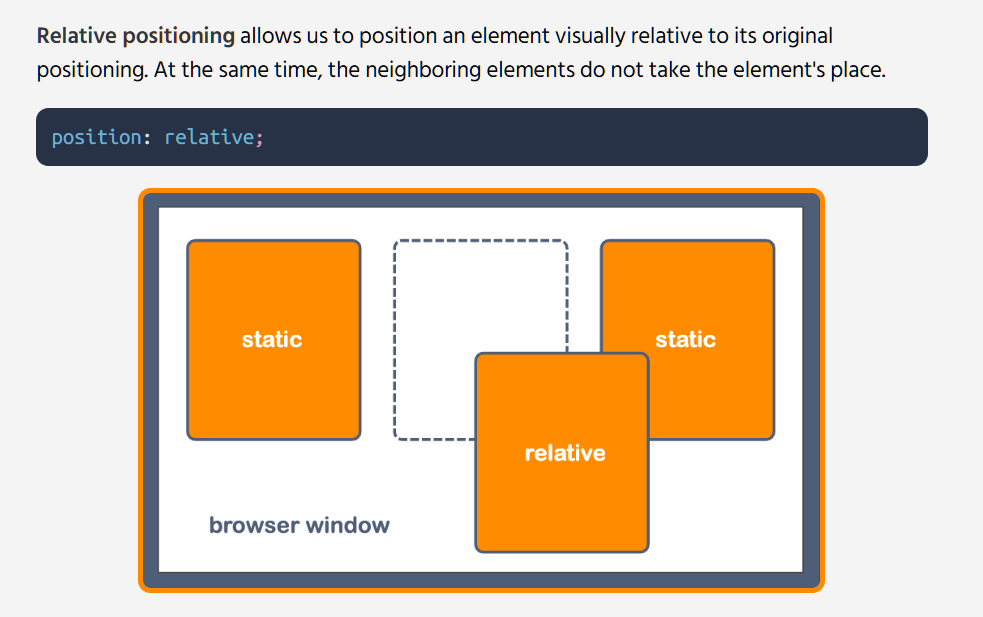 Relative positioning allows us to position an element visually relative to its original
positioning. At the same time, the neighboring elements do not take the element's place.
position: relative;
static
static
relative
browser window